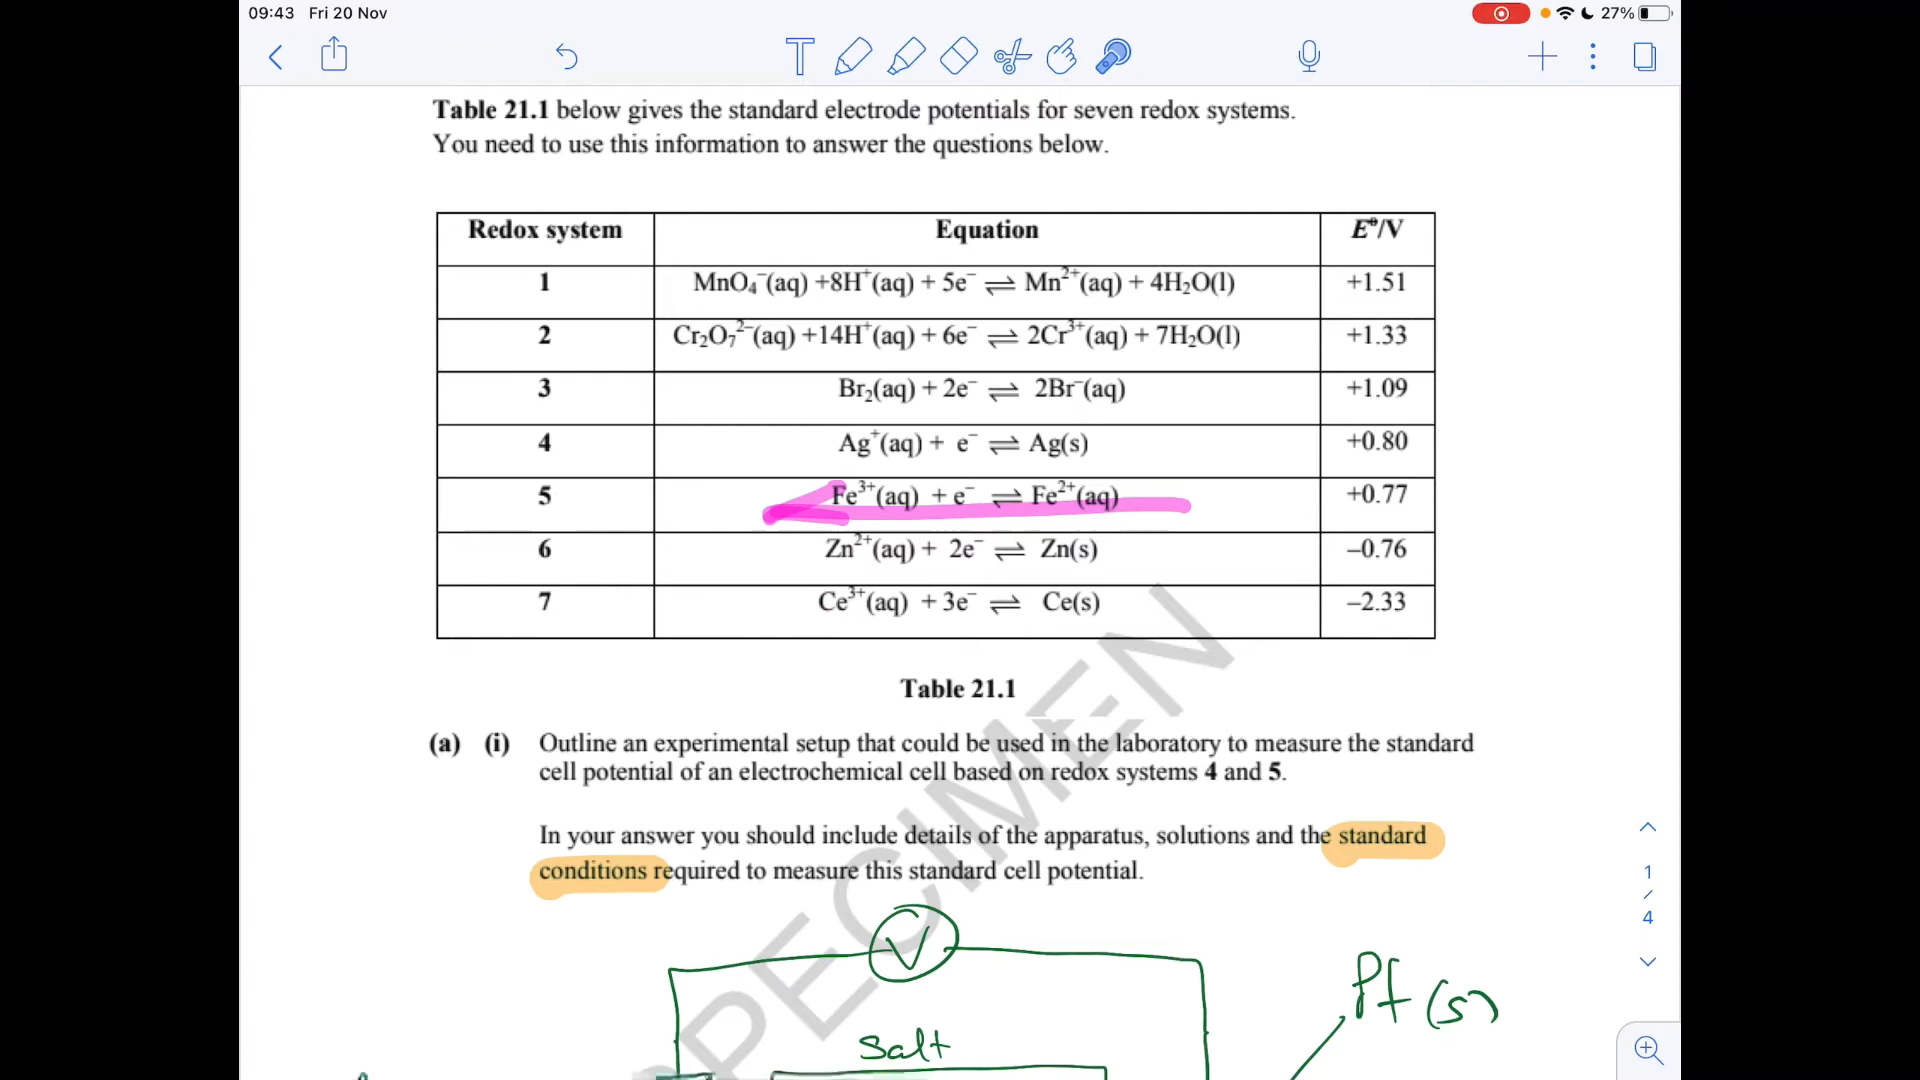 09:43 Fri 20 Nov
27%
Table 21.1 below gives the standard electrode potentials for seven redox systems.
You need to use this information to answer the questions below.
Redox system Equation E⦵/V
1 MnO₄⁻(aq) +8H⁺(aq) + 5e⁻ ⇌ Mn²⁺(aq) + 4H₂O(l) +1.51
2 Cr₂O₇²⁻(aq) +14H⁺(aq) + 6e⁻ ⇌ 2Cr³⁺(aq) + 7H₂O(l) +1.33
3 Br₂(aq) + 2e⁻ ⇌ 2Br⁻(aq) +1.09
4 Ag⁺(aq) + e⁻ ⇌ Ag(s) +0.80
5 Fe³⁺(aq) + e⁻ ⇌ Fe²⁺(aq) +0.77
6 Zn²⁺(aq) + 2e⁻ ⇌ Zn(s) –0.76
7 Ce³⁺(aq) + 3e⁻ ⇌ Ce(s) –2.33
Table 21.1
(a) (i) Outline an experimental setup that could be used in the laboratory to measure the standard
cell potential of an electrochemical cell based on redox systems 4 and 5.
In your answer you should include details of the apparatus, solutions and the standard
conditions required to measure this standard cell potential.
V
Pt (s)
salt
SPECIMEN
1
/
4